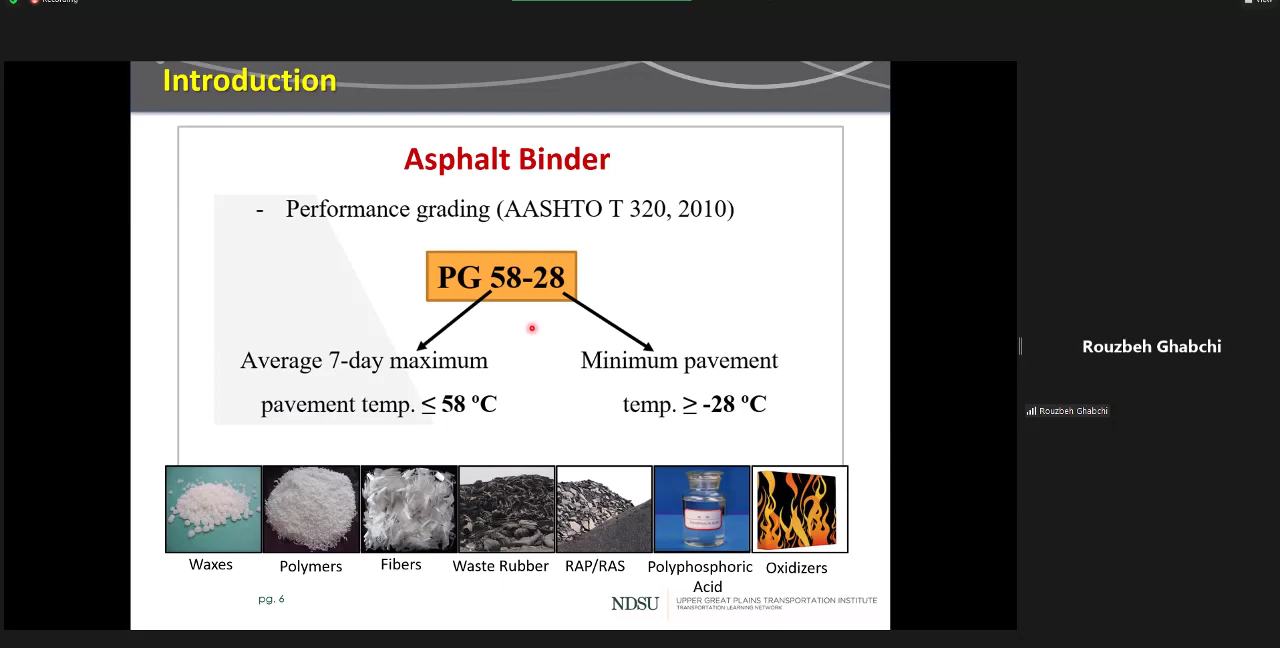 Recording
View
Introduction
Asphalt Binder
- Performance grading (AASHTO T 320, 2010)
PG 58-28
Average 7-day maximum
pavement temp. ≤ 58 ºC
Minimum pavement
temp. ≥ -28 ºC
Waxes
Polymers
Fibers
Waste Rubber
RAP/RAS
Polyphosphoric
Acid
Oxidizers
pg. 6
NDSU
UPPER GREAT PLAINS TRANSPORTATION INSTITUTE
TRANSPORTATION LEARNING NETWORK
Rouzbeh Ghabchi
Rouzbeh Ghabchi